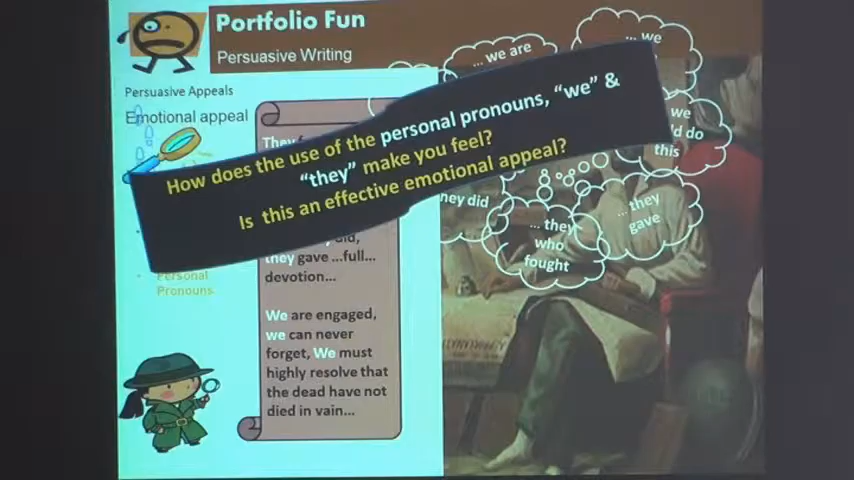 Portfolio Fun
Persuasive Writing
Persuasive Appeals
Emotional appeal
They
How does the use of the personal pronouns, “we” &
“they” make you feel?
Is this an effective emotional appeal?
they gave ...full...
devotion...
We are engaged,
we can never
forget, We must
highly resolve that
the dead have not
died in vain...
Personal
Pronouns
... we are
... we
we
do
this
did
... they
who
fought
... they
gave